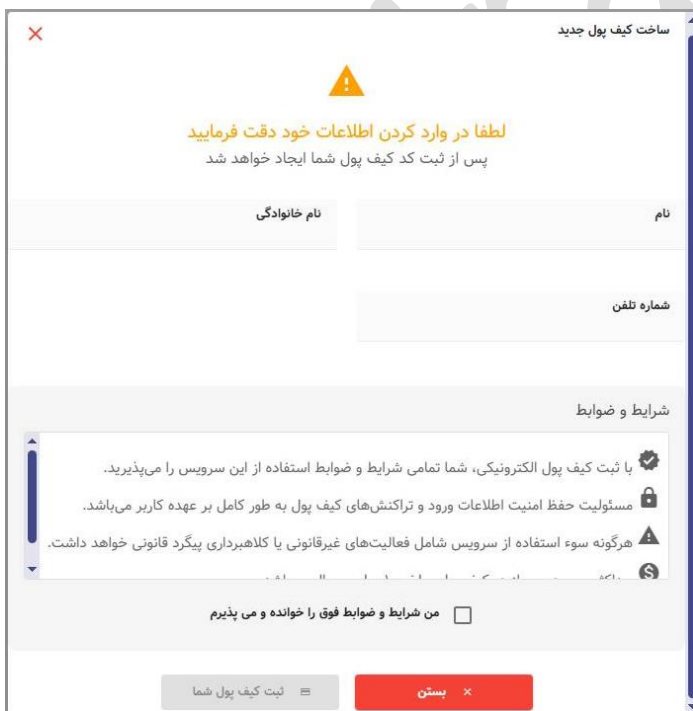 ساخت کیف پول جدید
لطفا در وارد کردن اطلاعات خود دقت فرمایید
پس از ثبت کد کیف پول شما ایجاد خواهد شد
نام
نام خانوادگی
شماره تلفن
شرایط و ضوابط
با ثبت کیف پول الکترونیکی، شما تمامی شرایط و ضوابط استفاده از این سرویس را می‌پذیرید.
مسئولیت حفظ امنیت اطلاعات ورود و تراکنش‌های کیف پول به طور کامل بر عهده کاربر می‌باشد.
هرگونه سوء استفاده از سرویس شامل فعالیت‌های غیرقانونی یا کلاهبرداری پیگرد قانونی خواهد داشت.
من شرایط و ضوابط فوق را خوانده و می پذیرم
بستن
ثبت کیف پول شما